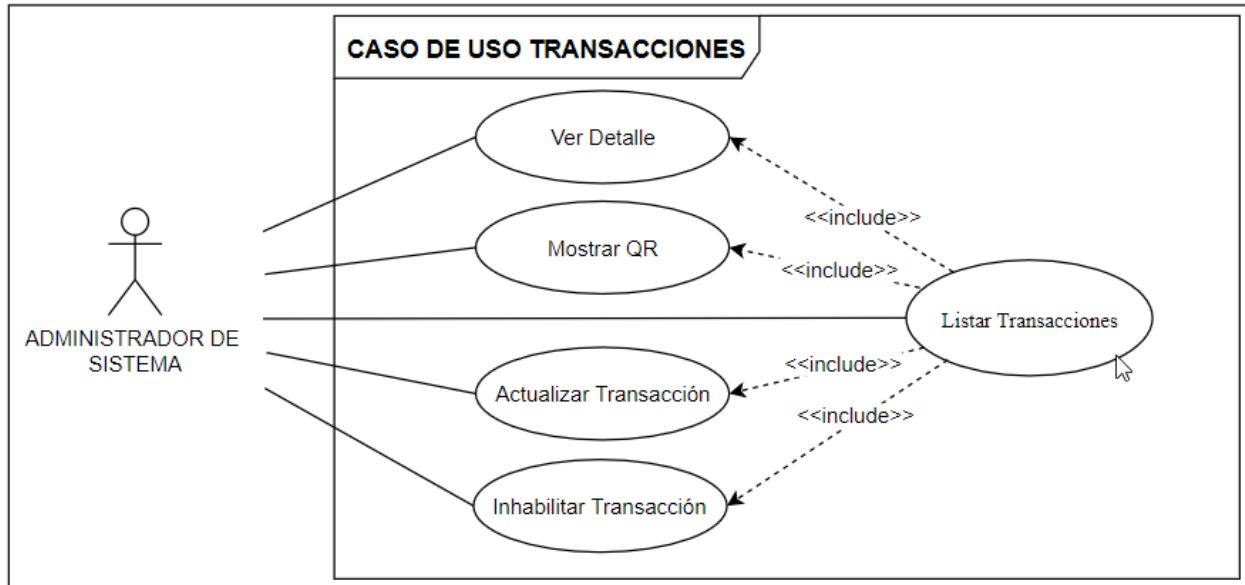 CASO DE USO TRANSACCIONES
Ver Detalle
<<include>>
Mostrar QR
<<include>>
Listar Transacciones
ADMINISTRADOR DE
SISTEMA
<<include>>
Actualizar Transacción
<<include>>
Inhabilitar Transacción